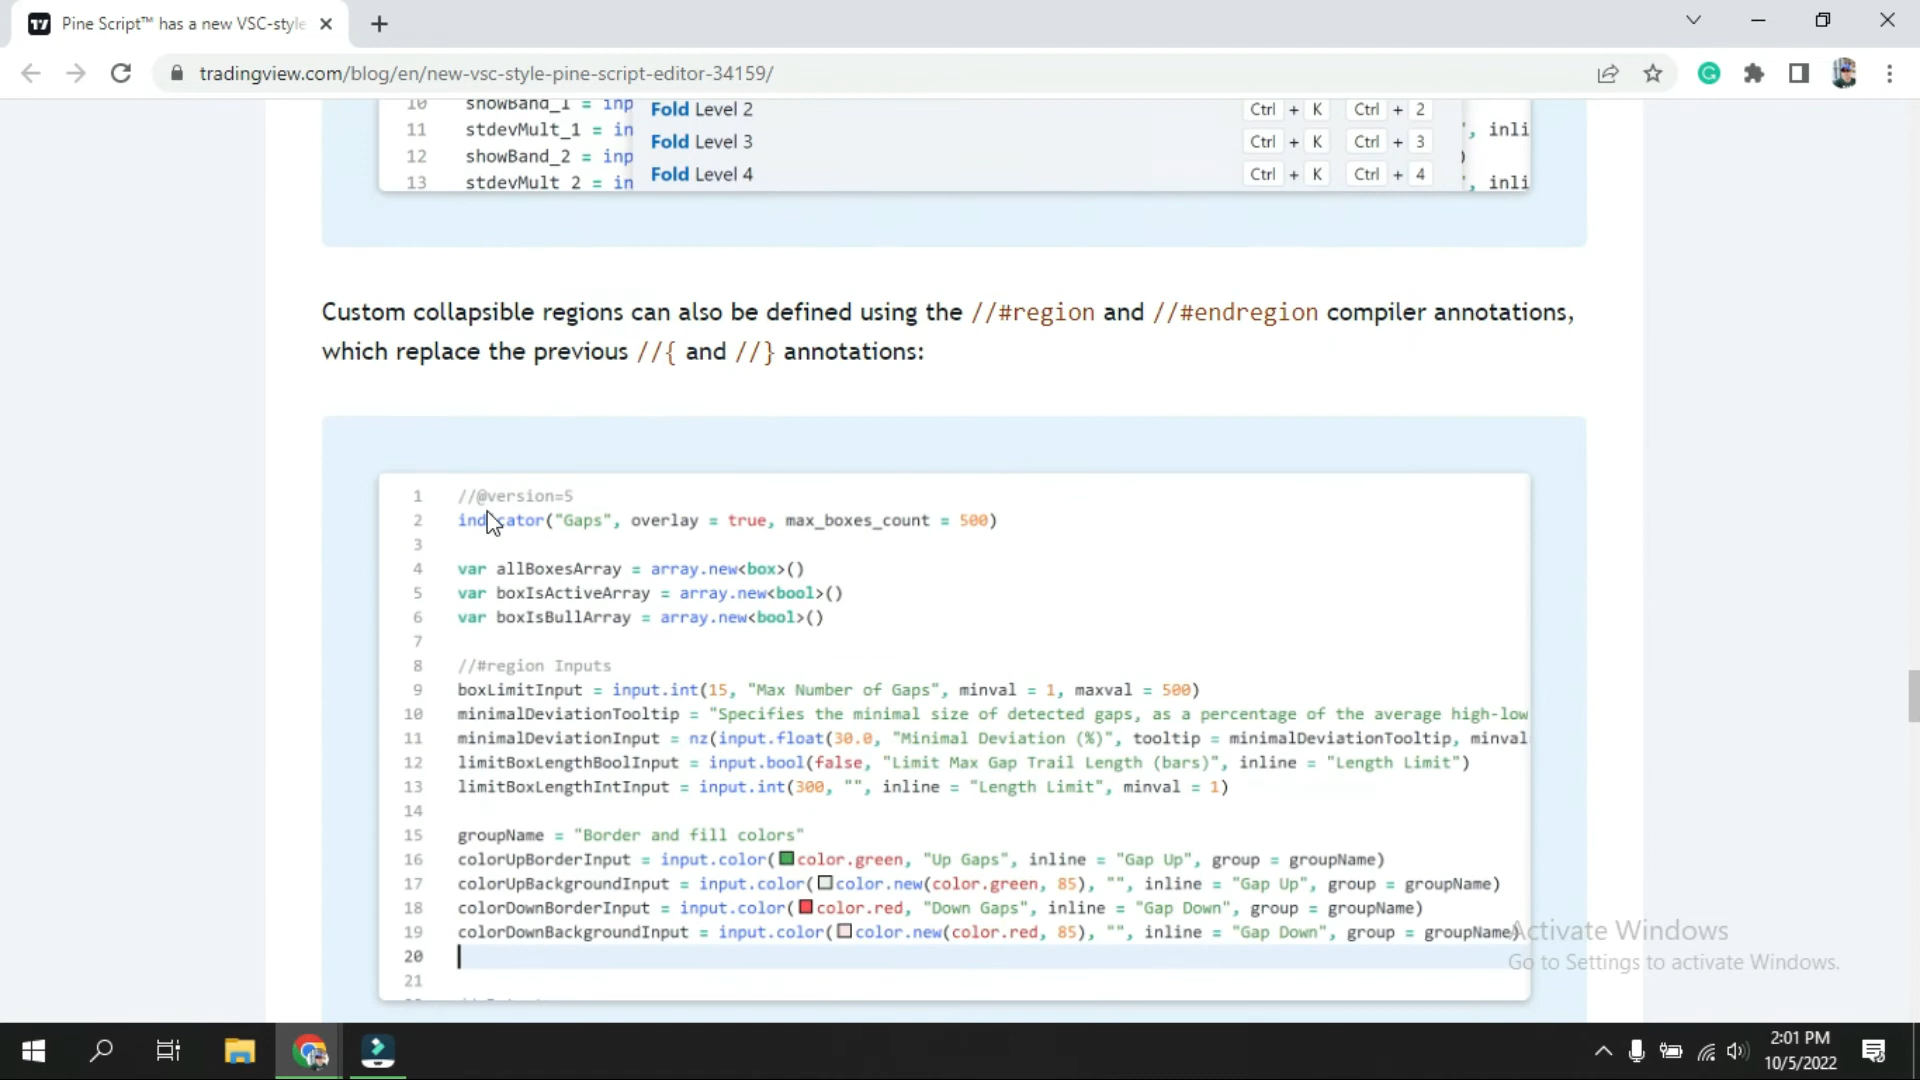 Pine Script™ has a new VSC-style
tradingview.com/blog/en/new-vsc-style-pine-script-editor-34159/
10 showBand_1 = inp
Fold Level 2 Ctrl + K Ctrl + 2
11 stdevMult_1 = in
", inli
Fold Level 3 Ctrl + K Ctrl + 3
12 showBand_2 = inp
)
Fold Level 4 Ctrl + K Ctrl + 4
13 stdevMult_2 = in
", inli
Custom collapsible regions can also be defined using the //#region and //#endregion compiler annotations,
which replace the previous //{ and //} annotations:
1 //@version=5
2 indicator("Gaps", overlay = true, max_boxes_count = 500)
3
4 var allBoxesArray = array.new<box>()
5 var boxIsActiveArray = array.new<bool>()
6 var boxIsBullArray = array.new<bool>()
7
8 //#region Inputs
9 boxLimitInput = input.int(15, "Max Number of Gaps", minval = 1, maxval = 500)
10 minimalDeviationTooltip = "Specifies the minimal size of detected gaps, as a percentage of the average high-low
11 minimalDeviationInput = nz(input.float(30.0, "Minimal Deviation (%)", tooltip = minimalDeviationTooltip, minval
12 limitBoxLengthBoolInput = input.bool(false, "Limit Max Gap Trail Length (bars)", inline = "Length Limit")
13 limitBoxLengthIntInput = input.int(300, "", inline = "Length Limit", minval = 1)
14
15 groupName = "Border and fill colors"
16 colorUpBorderInput = input.color(color.green, "Up Gaps", inline = "Gap Up", group = groupName)
17 colorUpBackgroundInput = input.color(color.new(color.green, 85), "", inline = "Gap Up", group = groupName)
18 colorDownBorderInput = input.color(color.red, "Down Gaps", inline = "Gap Down", group = groupName)
19 colorDownBackgroundInput = input.color(color.new(color.red, 85), "", inline = "Gap Down", group = groupName)
20
21
Activate Windows
Go to Settings to activate Windows.
2:01 PM
10/5/2022